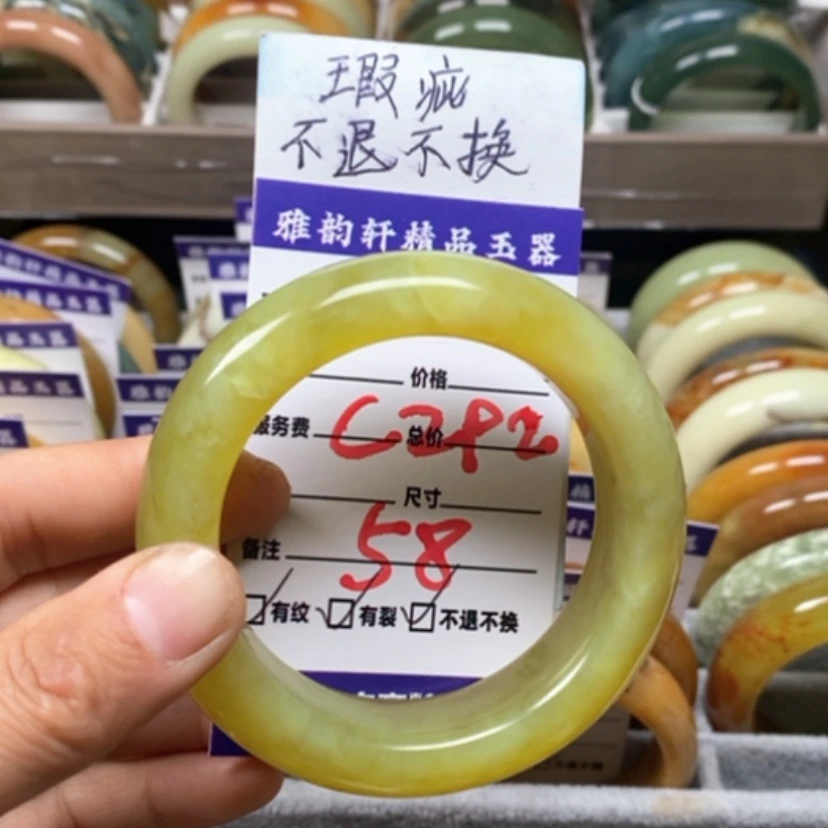 瑕疵
不退不换
雅韵轩精品玉器
价格
服务费 总价
C2P2
尺寸
58
备注
有纹 有裂 不退不换